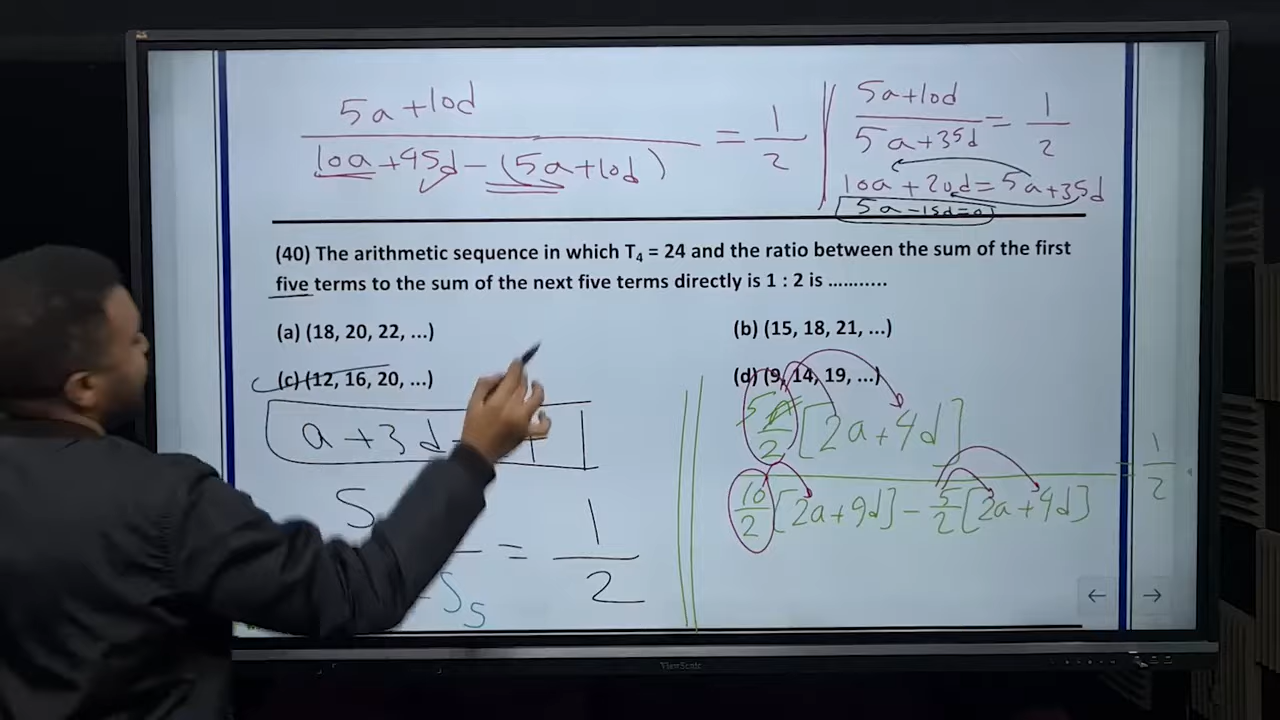 5a+10d
10a+45d-(5a+10d)
= 1/2
5a+10d
5a+35d
= 1/2
10a+20d=5a+35d
5a-15d=0
(40) The arithmetic sequence in which T₄ = 24 and the ratio between the sum of the first
five terms to the sum of the next five terms directly is 1 : 2 is ...........
(a) (18, 20, 22, ...)
(b) (15, 18, 21, ...)
(c) (12, 16, 20, ...)
(d) (9, 14, 19, ...)
a+3d
S
S₅
= 1/2
5/2 [2a+4d]
10/2 [2a+9d] - 5/2 [2a+4d]
= 1/2
ViewSonic